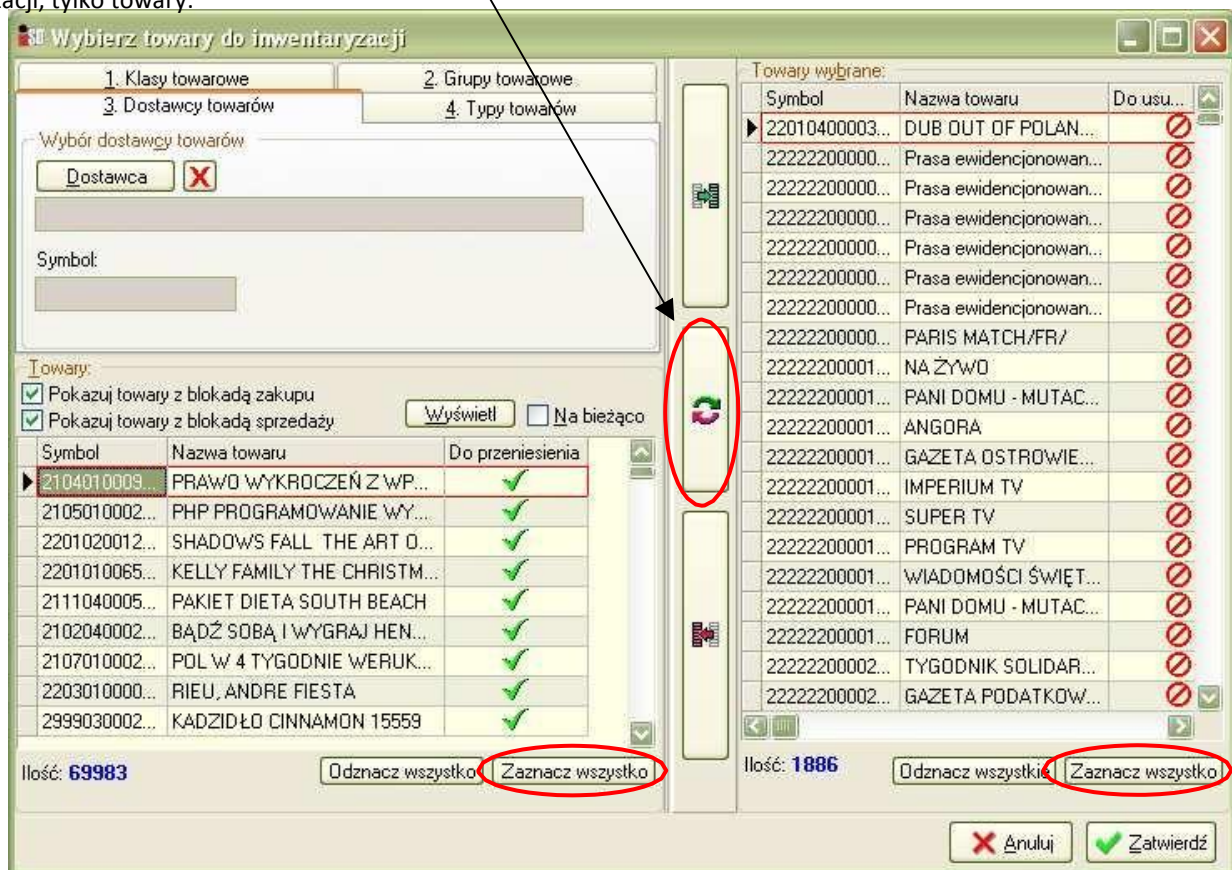 acji, tylko towary.
Wybierz towary do inwentaryzacji
1. Klasy towarowe
2. Grupy towarowe
3. Dostawcy towarów
4. Typy towarów
Wybór dostawcy towarów
Dostawca
Symbol:
Towary:
Pokazuj towary z blokadą zakupu
Pokazuj towary z blokadą sprzedaży
Wyświetl
Na bieżąco
Symbol Nazwa towaru Do przeniesienia
2104010009... PRAWO WYKROCZEŃ Z WP...
2105010002... PHP PROGRAMOWANIE WY...
2201020012... SHADOWS FALL THE ART O...
2201010065... KELLY FAMILY THE CHRISTM...
2111040005... PAKIET DIETA SOUTH BEACH
2102040002... BĄDŹ SOBĄ I WYGRAJ HEN...
2107010002... POL W 4 TYGODNIE WERUK...
2203010000... RIEU, ANDRE FIESTA
2999030002... KADZIDŁO CINNAMON 15559
Ilość: 69983
Odznacz wszystko
Zaznacz wszystko
Towary wybrane:
Symbol Nazwa towaru Do usu...
22010400003... DUB OUT OF POLAN...
22222200000... Prasa ewidencjonowan...
22222200000... Prasa ewidencjonowan...
22222200000... Prasa ewidencjonowan...
22222200000... Prasa ewidencjonowan...
22222200000... Prasa ewidencjonowan...
22222200000... Prasa ewidencjonowan...
22222200000... PARIS MATCH/FR/
22222200001... NA ŻYWO
22222200001... PANI DOMU - MUTAC...
22222200001... ANGORA
22222200001... GAZETA OSTROWIE...
22222200001... IMPERIUM TV
22222200001... SUPER TV
22222200001... PROGRAM TV
22222200001... WIADOMOŚCI ŚWIĘT...
22222200001... PANI DOMU - MUTAC...
22222200001... FORUM
22222200002... TYGODNIK SOLIDAR...
22222200002... GAZETA PODATKOW...
Ilość: 1886
Odznacz wszystkie
Zaznacz wszystko
Anuluj
Zatwierdź